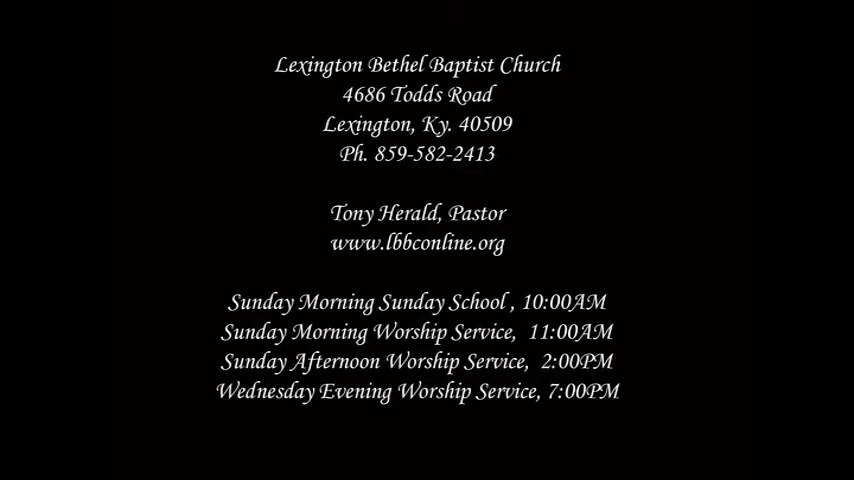 Lexington Bethel Baptist Church
4686 Todds Road
Lexington, Ky. 40509
Ph. 859-582-2413
Tony Herald, Pastor
www.lbbconline.org
Sunday Morning Sunday School , 10:00AM
Sunday Morning Worship Service, 11:00AM
Sunday Afternoon Worship Service, 2:00PM
Wednesday Evening Worship Service, 7:00PM